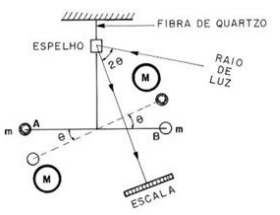 FIBRA DE QUARTZO
ESPELHO
2θ
RAIO
DE
LUZ
M
m A
θ
θ
B m
M
ESCALA